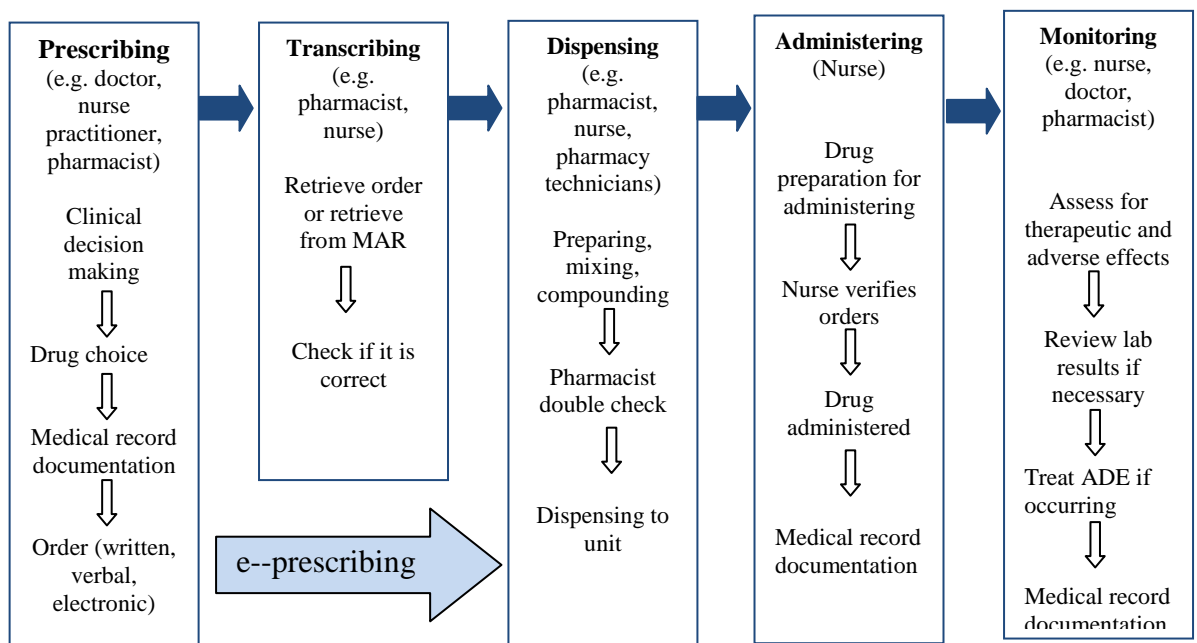 Prescribing
(e.g. doctor,
nurse
practitioner,
pharmacist)
Clinical
decision
making
Drug choice
Medical record
documentation
Order (written,
verbal,
electronic)
Transcribing
(e.g.
pharmacist,
nurse)
Retrieve order
or retrieve
from MAR
Check if it is
correct
e--prescribing
Dispensing
(e.g.
pharmacist,
nurse,
pharmacy
technicians)
Preparing,
mixing,
compounding
Pharmacist
double check
Dispensing to
unit
Administering
(Nurse)
Drug
preparation for
administering
Nurse verifies
orders
Drug
administered
Medical record
documentation
Monitoring
(e.g. nurse,
doctor,
pharmacist)
Assess for
therapeutic and
adverse effects
Review lab
results if
necessary
Treat ADE if
occurring
Medical record
documentation